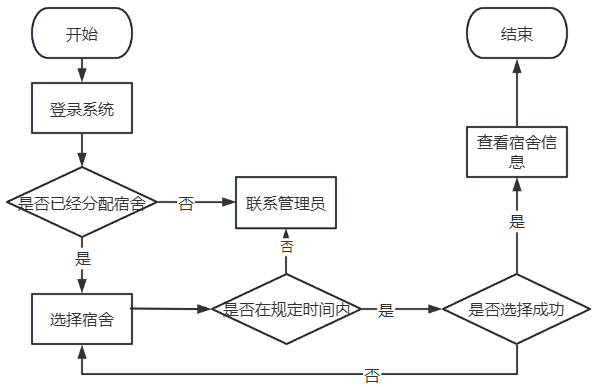 开始
结束
登录系统
查看宿舍信
息
是否已经分配宿舍
否
联系管理员
是
否
是
选择宿舍
是否在规定时间内
是
是否选择成功
否